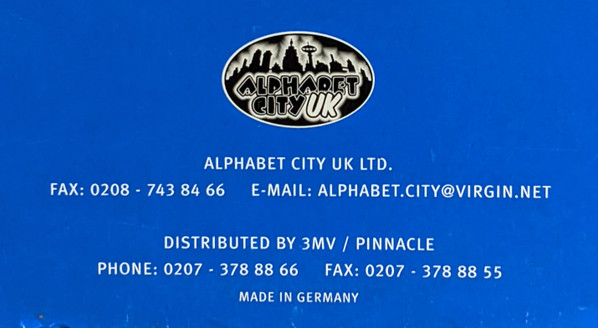 ALPHABET
CITY UK
ALPHABET CITY UK LTD.
FAX: 0208 - 743 84 66 E-MAIL: ALPHABET.CITY@VIRGIN.NET
DISTRIBUTED BY 3MV / PINNACLE
PHONE: 0207 - 378 88 66 FAX: 0207 - 378 88 55
MADE IN GERMANY